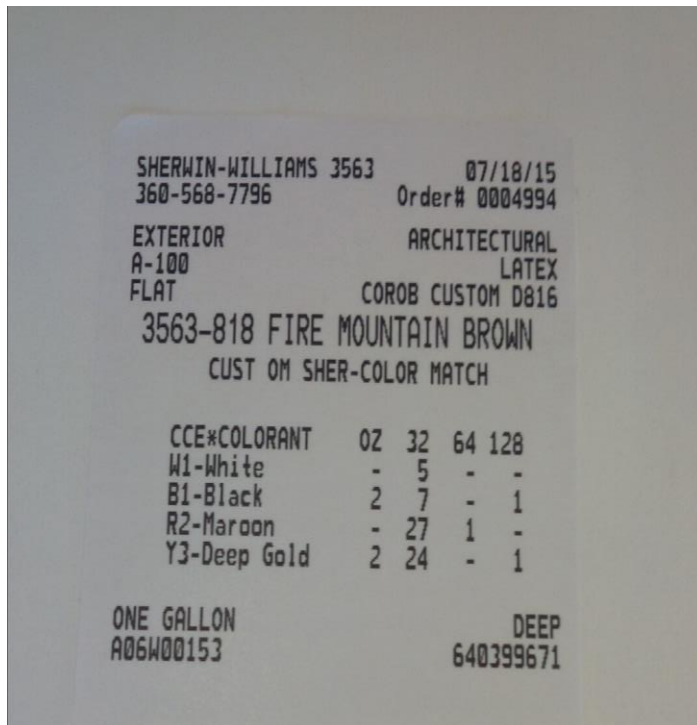 SHERWIN-WILLIAMS 3563 07/18/15
360-568-7796 Order# 0004994
EXTERIOR ARCHITECTURAL
A-100 LATEX
FLAT COROB CUSTOM D816
3563-818 FIRE MOUNTAIN BROWN
CUST OM SHER-COLOR MATCH
CCE*COLORANT OZ 32 64 128
W1-White - 5 - -
B1-Black 2 7 - 1
R2-Maroon - 27 1 -
Y3-Deep Gold 2 24 - 1
ONE GALLON DEEP
A06W00153 640399671